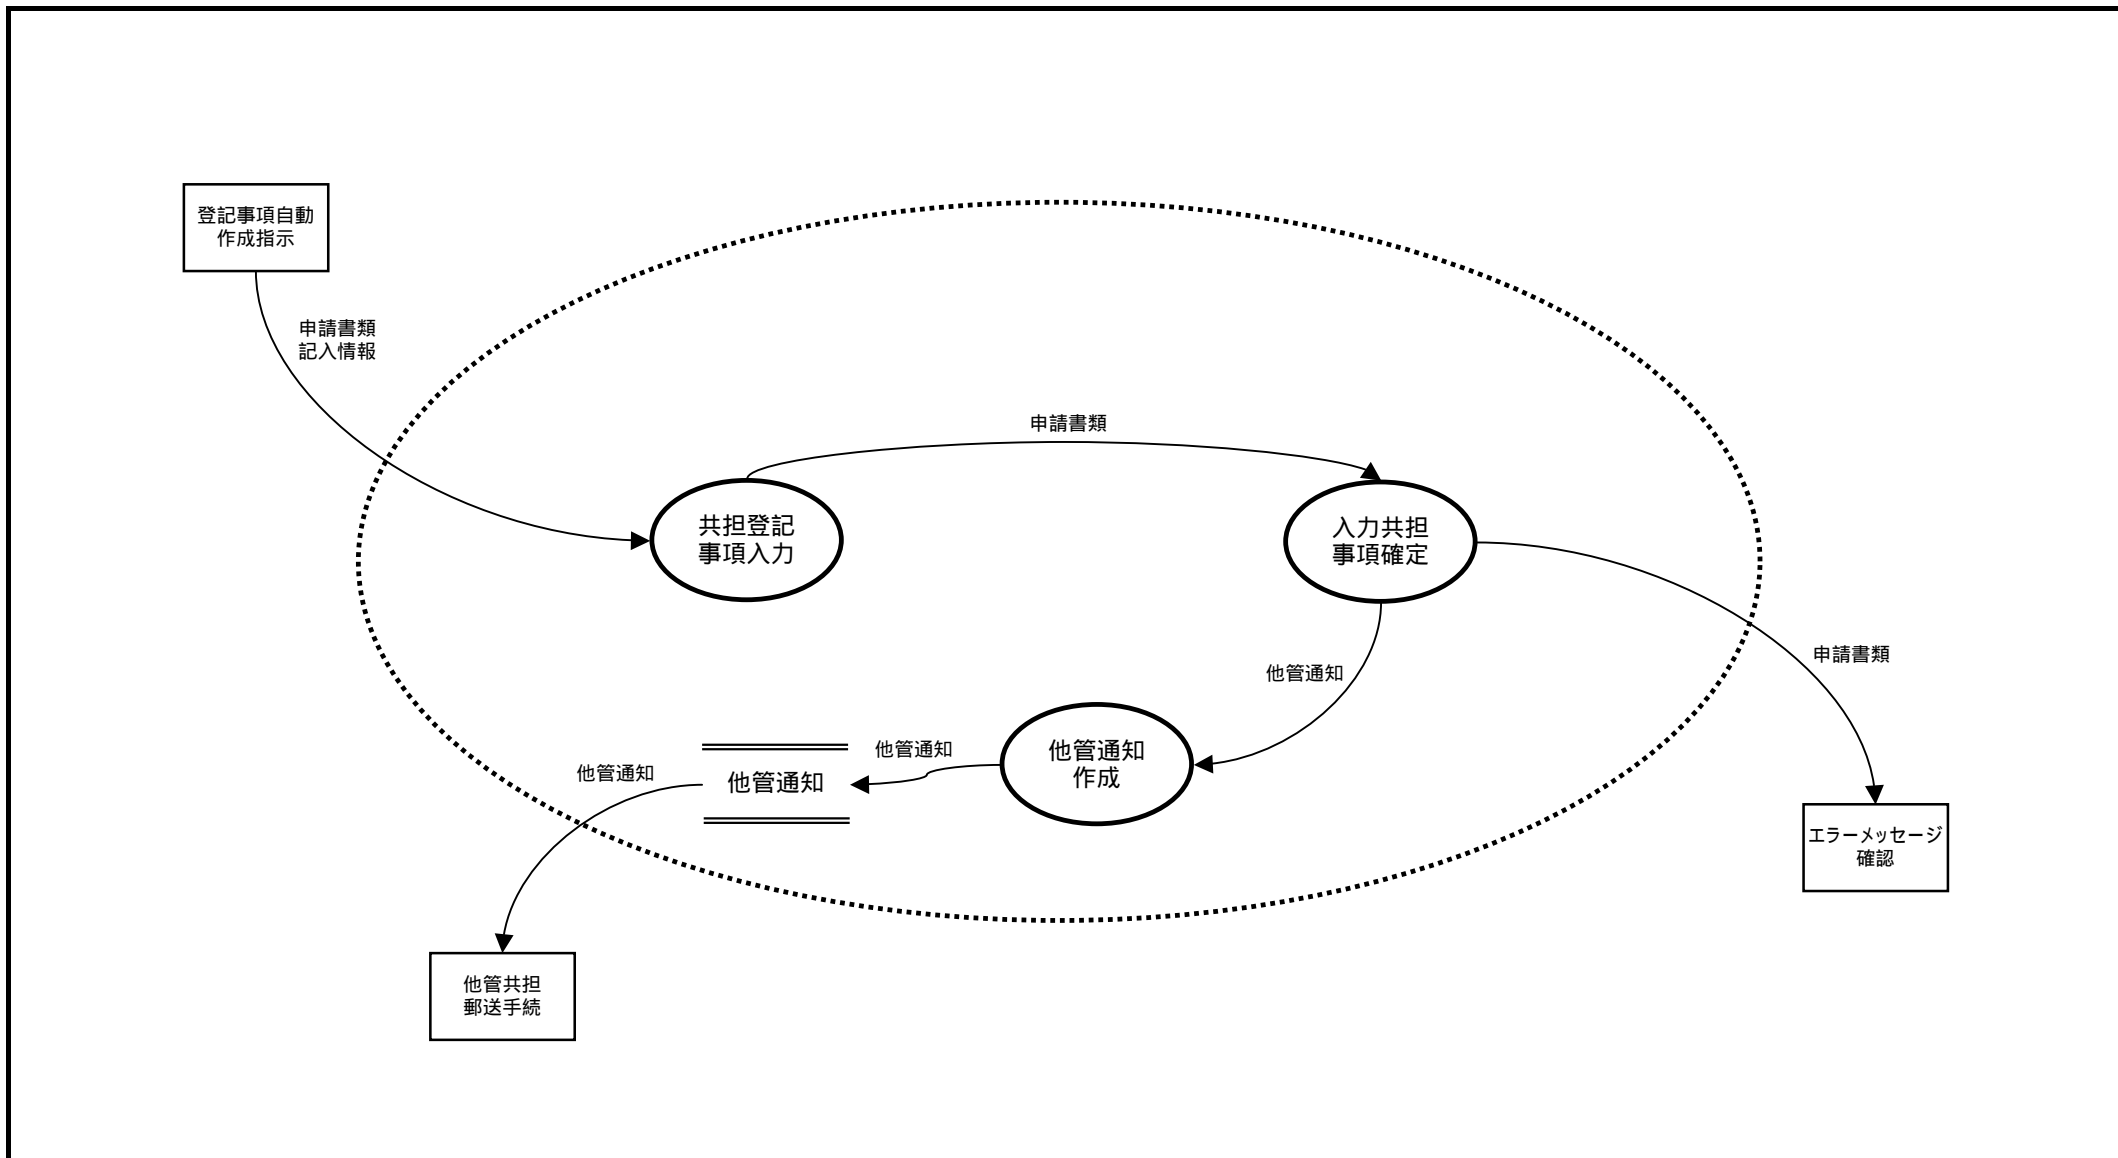 登記事項自動
作成指示
申請書類
記入情報
申請書類
共担登記
事項入力
入力共担
事項確定
申請書類
他管通知
他管通知
作成
他管通知
他管通知
他管通知
エラーメッセージ
確認
他管共担
郵送手続